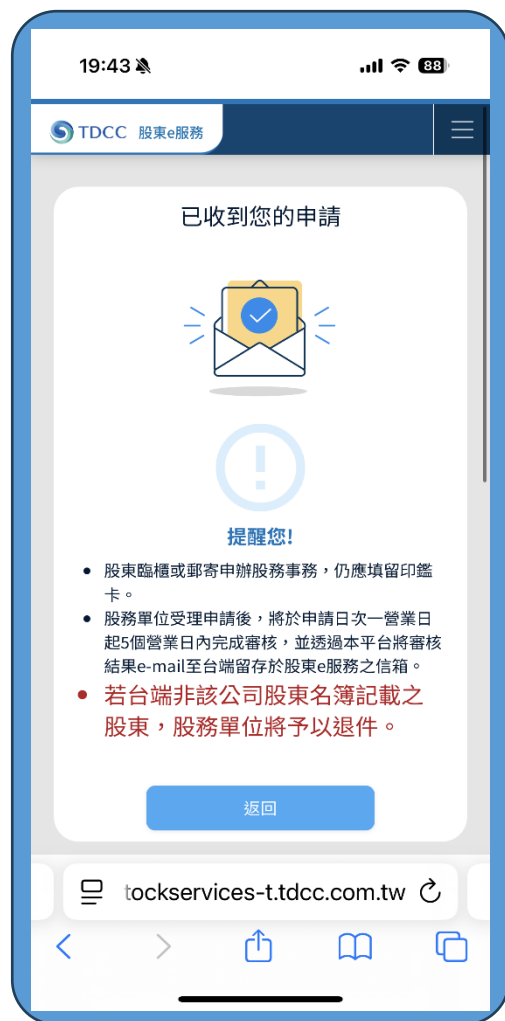 19:43
88
TDCC 股東e服務
已收到您的申請
提醒您!
股東臨櫃或郵寄申辦股務事務，仍應填留印鑑
卡。
股務單位受理申請後，將於申請日次一營業日
起5個營業日內完成審核，並透過本平台將審核
結果e-mail至台端留存於股東e服務之信箱。
若台端非該公司股東名簿記載之
股東，股務單位將予以退件。
返回
tockservices-t.tdcc.com.tw